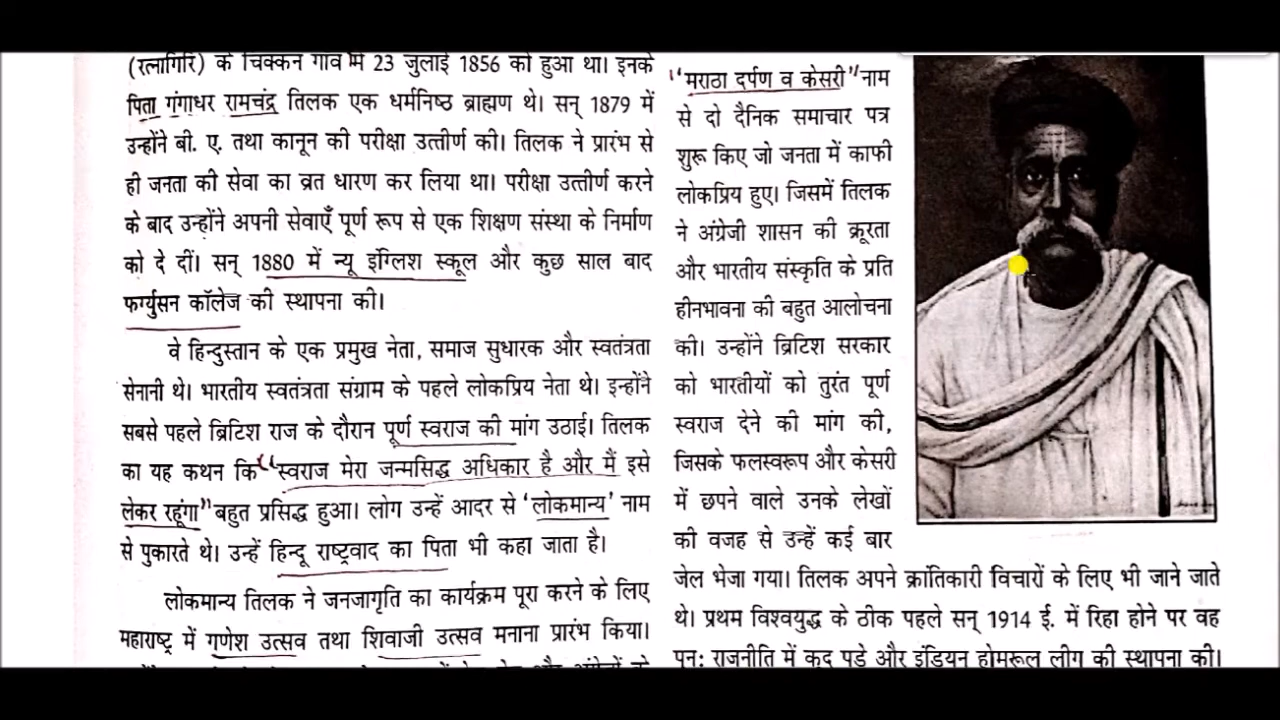 (रत्नागिरि) के चिक्कन गाँव में 23 जुलाई 1856 को हुआ था। इनके
पिता गंगाधर रामचंद्र तिलक एक धर्मनिष्ठ ब्राह्मण थे। सन् 1879 में
उन्होंने बी. ए. तथा कानून की परीक्षा उत्तीर्ण की। तिलक ने प्रारंभ से
ही जनता की सेवा का व्रत धारण कर लिया था। परीक्षा उत्तीर्ण करने
के बाद उन्होंने अपनी सेवाएँ पूर्ण रूप से एक शिक्षण संस्था के निर्माण
को दे दीं। सन् 1880 में न्यू इंग्लिश स्कूल और कुछ साल बाद
फर्ग्युसन कॉलेज की स्थापना की।
वे हिन्दुस्तान के एक प्रमुख नेता, समाज सुधारक और स्वतंत्रता
सेनानी थे। भारतीय स्वतंत्रता संग्राम के पहले लोकप्रिय नेता थे। इन्होंने
सबसे पहले ब्रिटिश राज के दौरान पूर्ण स्वराज की मांग उठाई। तिलक
का यह कथन कि “स्वराज मेरा जन्मसिद्ध अधिकार है और मैं इसे
लेकर रहूंगा” बहुत प्रसिद्ध हुआ। लोग उन्हें आदर से ‘लोकमान्य’ नाम
से पुकारते थे। उन्हें हिन्दू राष्ट्रवाद का पिता भी कहा जाता है।
लोकमान्य तिलक ने जनजागृति का कार्यक्रम पूरा करने के लिए
महाराष्ट्र में गणेश उत्सव तथा शिवाजी उत्सव मनाना प्रारंभ किया।
“मराठा दर्पण व केसरी” नाम
से दो दैनिक समाचार पत्र
शुरू किए जो जनता में काफी
लोकप्रिय हुए। जिसमें तिलक
ने अंग्रेजी शासन की क्रूरता
और भारतीय संस्कृति के प्रति
हीनभावना की बहुत आलोचना
की। उन्होंने ब्रिटिश सरकार
को भारतीयों को तुरंत पूर्ण
स्वराज देने की मांग की,
जिसके फलस्वरूप और केसरी
में छपने वाले उनके लेखों
की वजह से उन्हें कई बार
जेल भेजा गया। तिलक अपने क्रांतिकारी विचारों के लिए भी जाने जाते
थे। प्रथम विश्वयुद्ध के ठीक पहले सन् 1914 ई. में रिहा होने पर वह
पुन: राजनीति में कूद पड़े और इंडियन होमरूल लीग की स्थापना की।